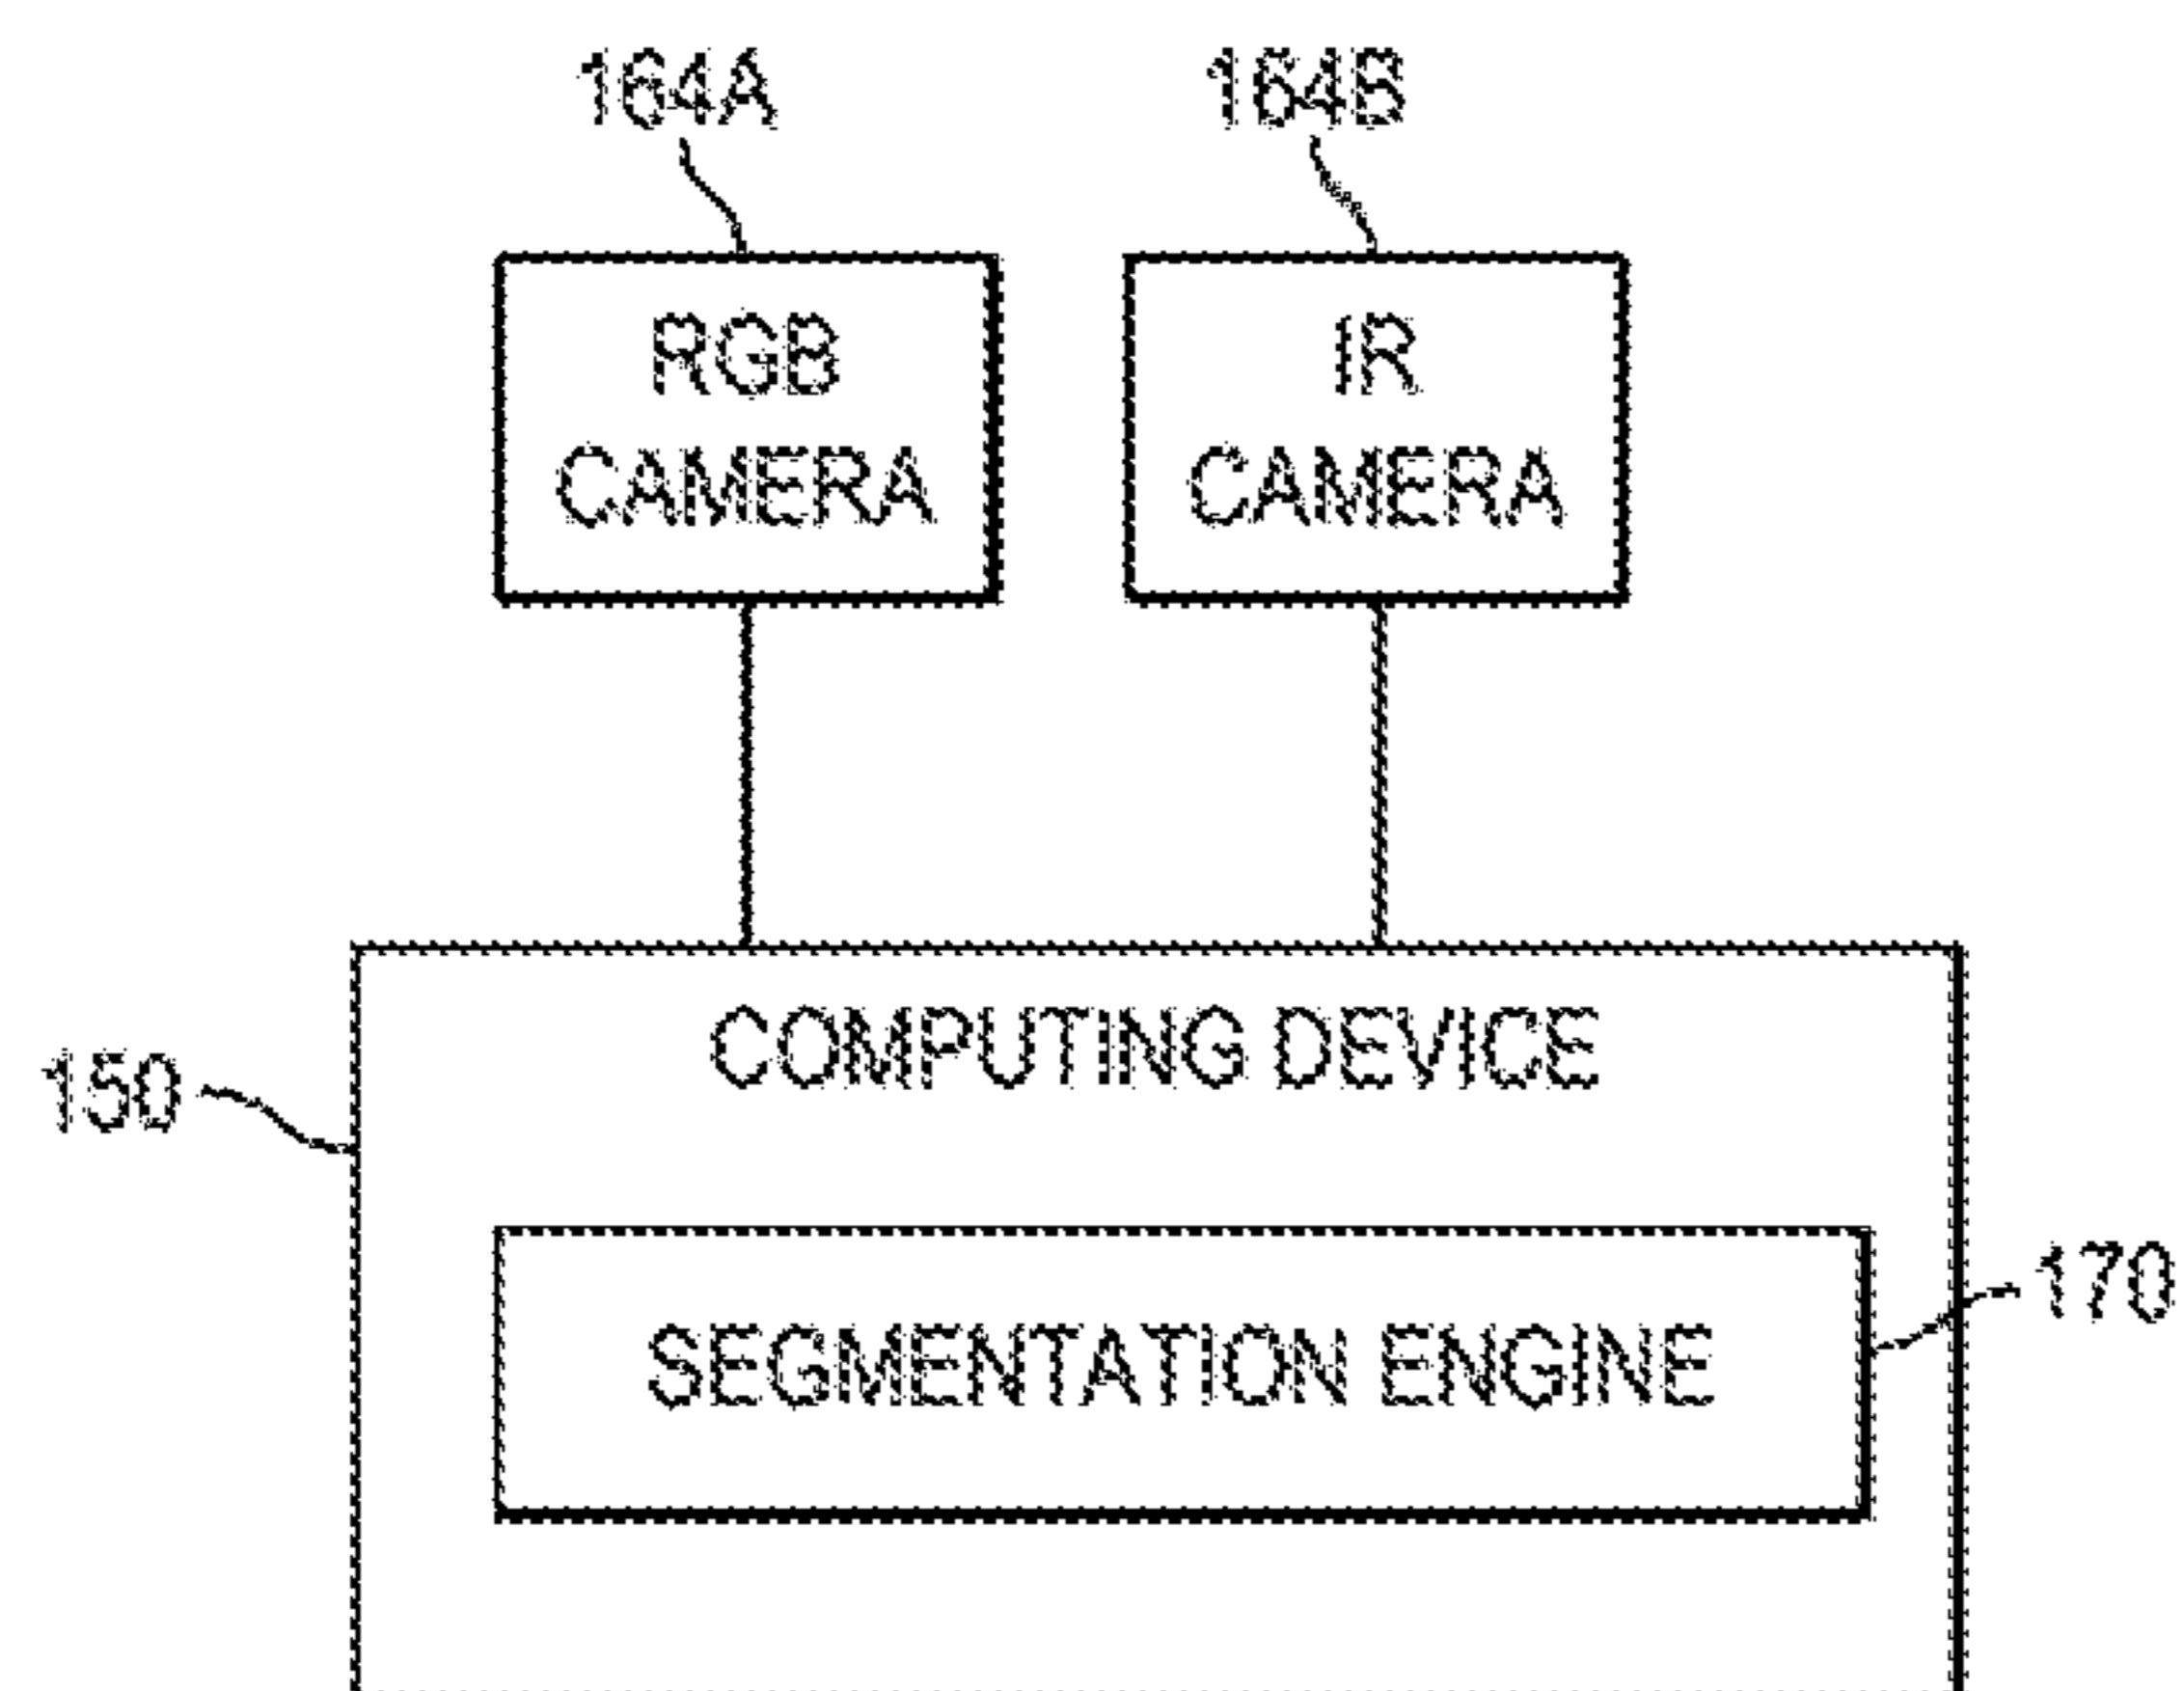 164A
164B
RGB
CAMERA
IR
CAMERA
COMPUTING DEVICE
150
170
SEGMENTATION ENGINE